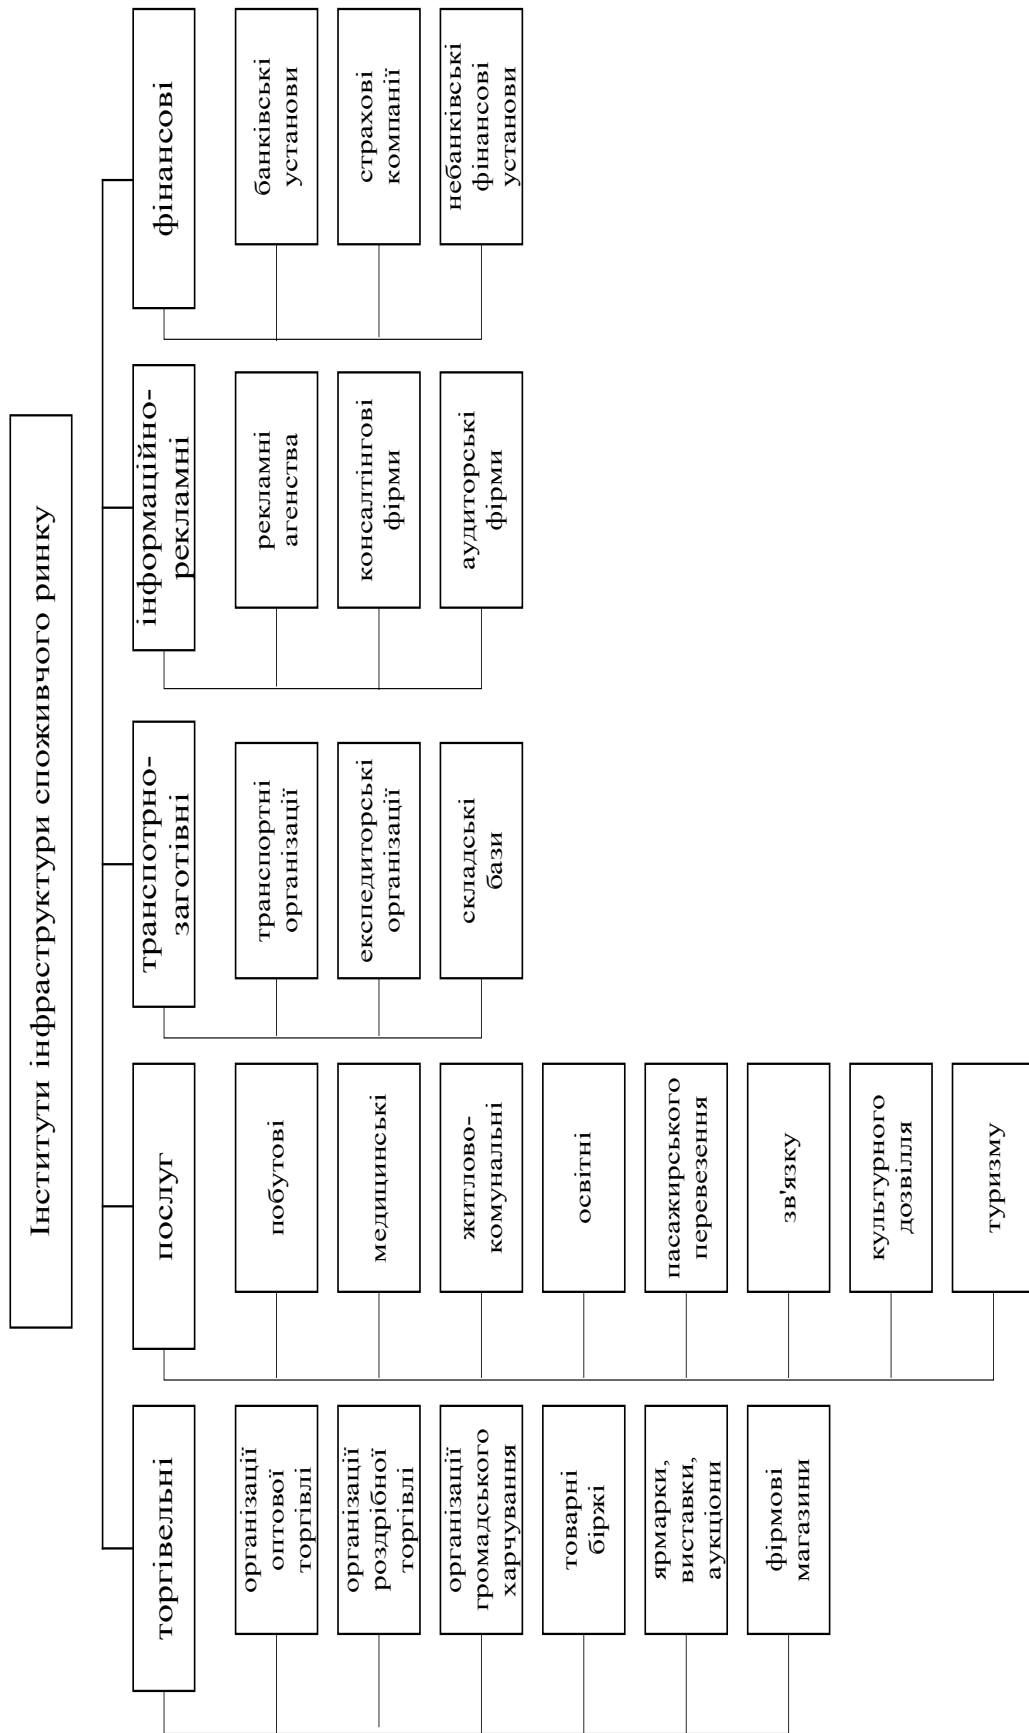 Інститути інфраструктури споживчого ринку
торгівельні
організації
оптової
торгівлі
організації
роздрібної
торгівлі
організації
громадського
харчування
товарні
біржі
ярмарки,
виставки,
аукціони
фірмові
магазини
послуг
побутові
медицинські
житлово-
комунальні
освітні
пасажирського
перевезення
зв'язку
культурного
дозвілля
туризму
транспотрно-
заготівні
транспортні
організації
експедиторські
організації
складські
бази
інформаційно-
рекламні
рекламні
агенства
консалтінгові
фірми
аудиторські
фірми
фінансові
банківські
установи
страхові
компанії
небанківські
фінансові
установи